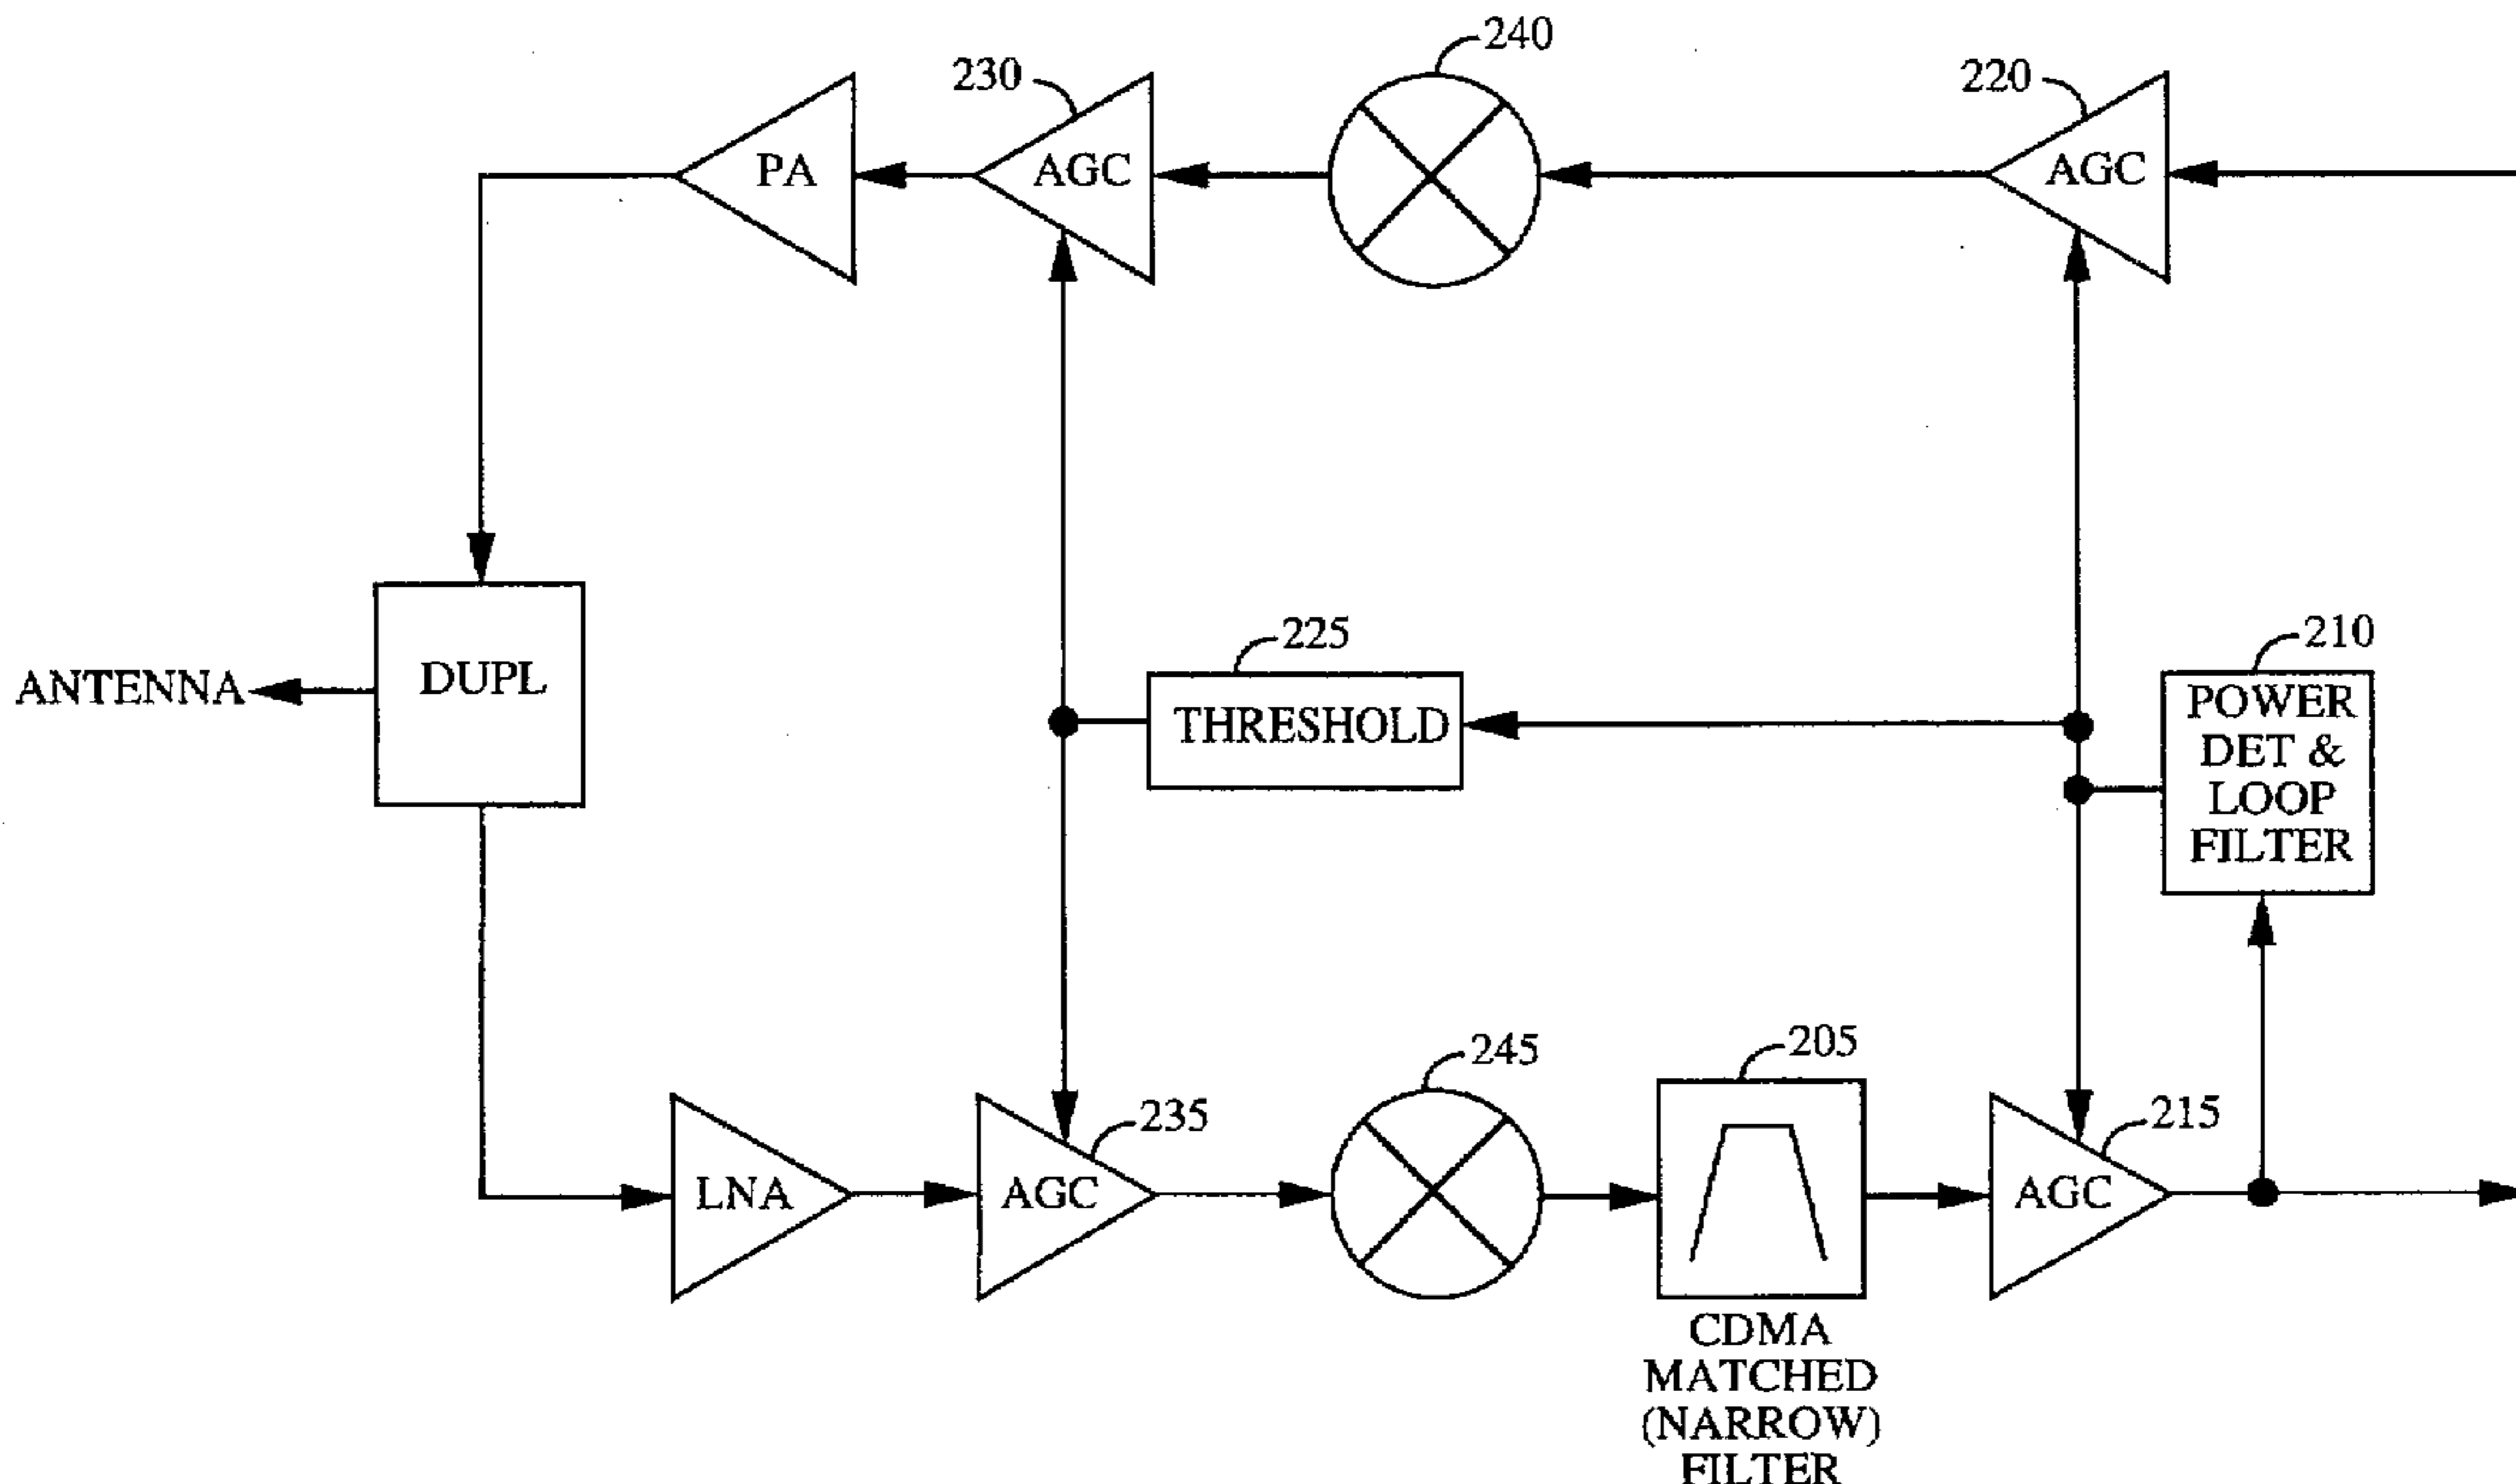 240
230
220
PA
AGC
AGC
225
210
DUPL
ANTENNA
THRESHOLD
POWER
DET &
LOOP
FILTER
245
205
235
215
LNA
AGC
AGC
CDMA
MATCHED
(NARROW)
FILTER